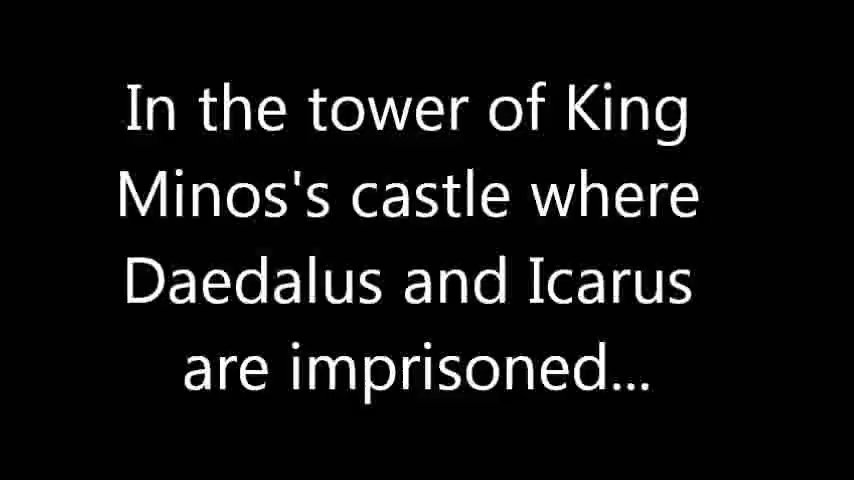 In the tower of King
Minos's castle where
Daedalus and Icarus
are imprisoned...